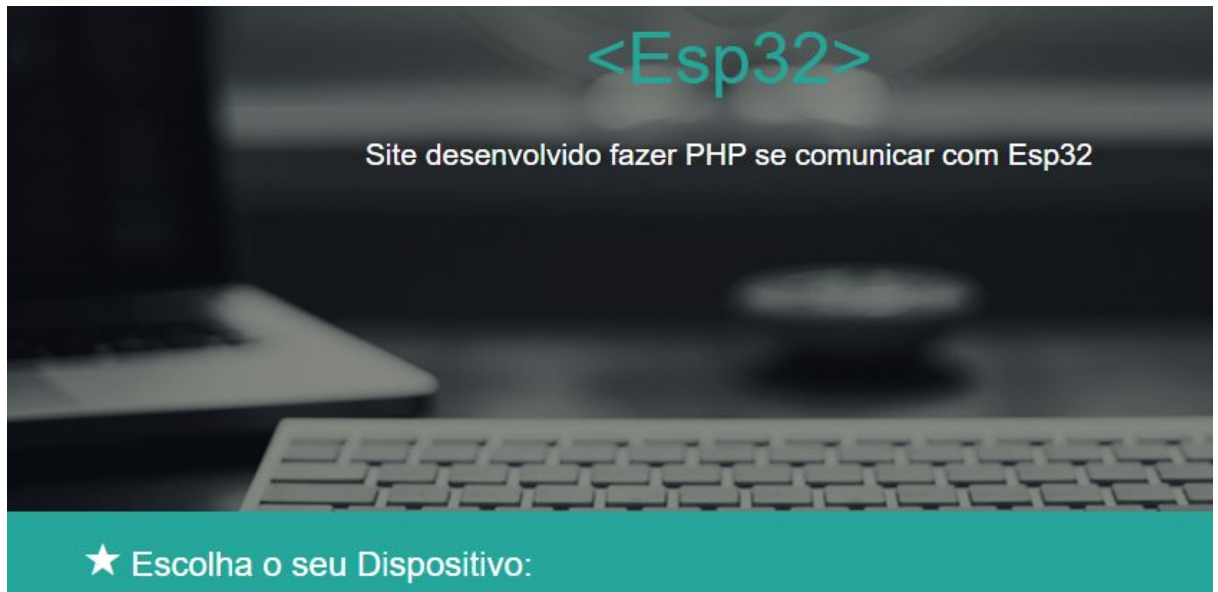 <Esp32>
Site desenvolvido fazer PHP se comunicar com Esp32
★ Escolha o seu Dispositivo: